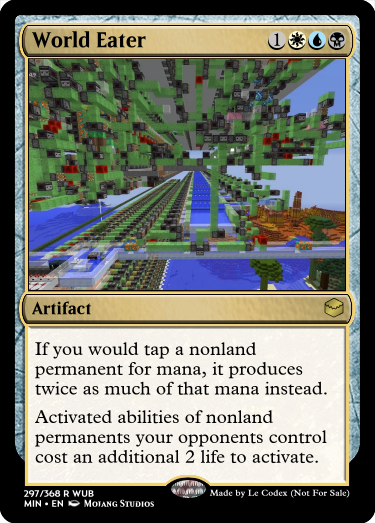 World Eater
1
Artifact
If you would tap a nonland
permanent for mana, it produces
twice as much of that mana instead.
Activated abilities of nonland
permanents your opponents control
cost an additional 2 life to activate.
297/368 R WUB
MIN • EN Mojang Studios
Made by Le Codex (Not For Sale)